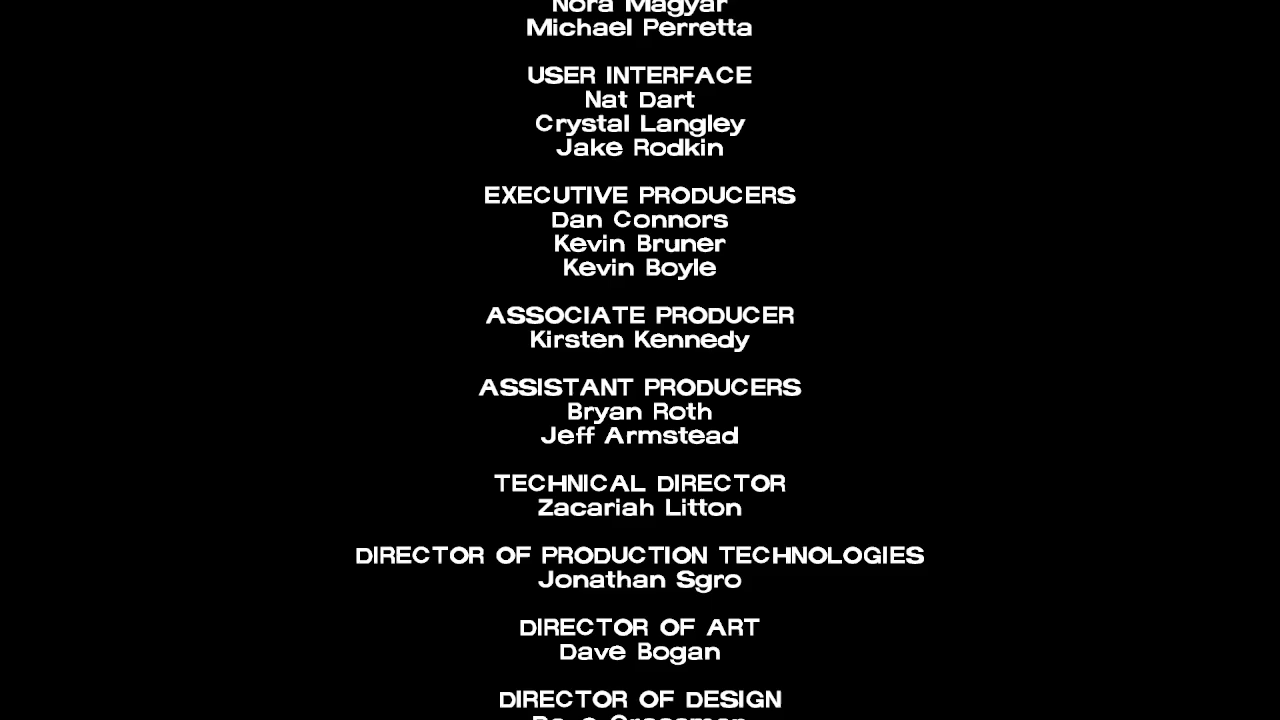 Nora Magyar
Michael Perretta
USER INTERFACE
Nat Dart
Crystal Langley
Jake Rodkin
EXECUTIVE PRODUCERS
Dan Connors
Kevin Bruner
Kevin Boyle
ASSOCIATE PRODUCER
Kirsten Kennedy
ASSISTANT PRODUCERS
Bryan Roth
Jeff Armstead
TECHNICAL DIRECTOR
Zacariah Litton
DIRECTOR OF PRODUCTION TECHNOLOGIES
Jonathan Sgro
DIRECTOR OF ART
Dave Bogan
DIRECTOR OF DESIGN